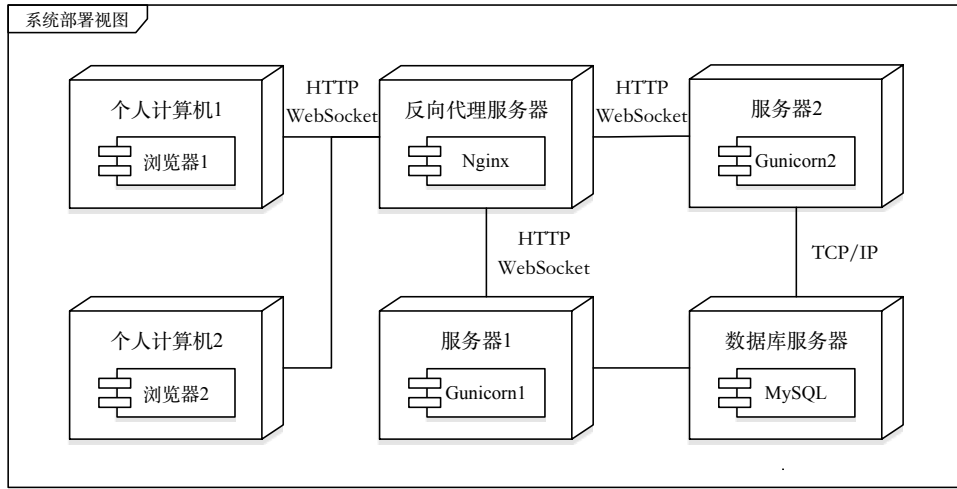 系统部署视图
个人计算机1
浏览器1
HTTP
WebSocket
反向代理服务器
Nginx
HTTP
WebSocket
服务器2
Gunicorn2
HTTP
WebSocket
TCP/IP
个人计算机2
浏览器2
服务器1
Gunicorn1
数据库服务器
MySQL